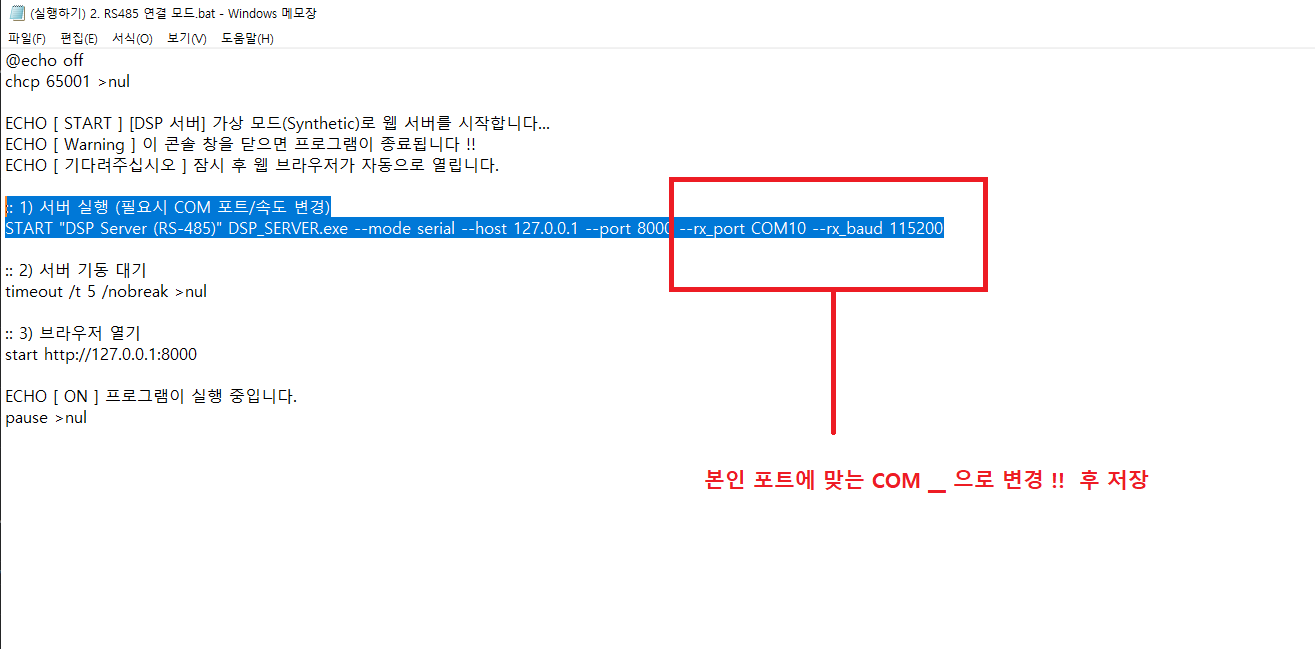 (실행하기) 2. RS485 연결 모드.bat - Windows 메모장
파일(F) 편집(E) 서식(O) 보기(V) 도움말(H)
@echo off
chcp 65001 >nul
ECHO [ START ] [DSP 서버] 가상 모드(Synthetic)로 웹 서버를 시작합니다...
ECHO [ Warning ] 이 콘솔 창을 닫으면 프로그램이 종료됩니다 !!
ECHO [ 기다려주십시오 ] 잠시 후 웹 브라우저가 자동으로 열립니다.
:: 1) 서버 실행 (필요시 COM 포트/속도 변경)
START "DSP Server (RS-485)" DSP_SERVER.exe --mode serial --host 127.0.0.1 --port 8000 --rx_port COM10 --rx_baud 115200
:: 2) 서버 기동 대기
timeout /t 5 /nobreak >nul
:: 3) 브라우저 열기
start http://127.0.0.1:8000
ECHO [ ON ] 프로그램이 실행 중입니다.
pause >nul
본인 포트에 맞는 COM __ 으로 변경 !! 후 저장